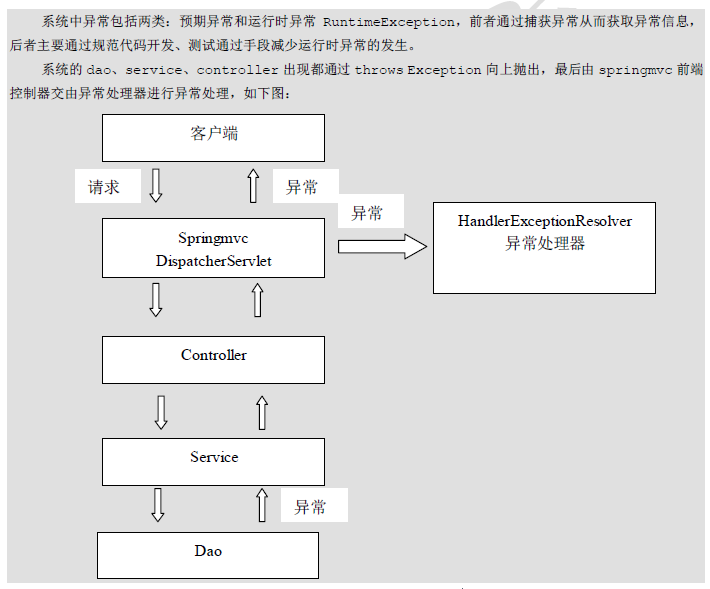 系统中异常包括两类：预期异常和运行时异常 RuntimeException，前者通过捕获异常从而获取异常信息，
后者主要通过规范代码开发、测试通过手段减少运行时异常的发生。
系统的 dao、service、controller 出现都通过 throws Exception 向上抛出，最后由 springmvc 前端
控制器交由异常处理器进行异常处理，如下图：
客户端
请求
异常
异常
Springmvc
DispatcherServlet
HandlerExceptionResolver
异常处理器
Controller
Service
异常
Dao